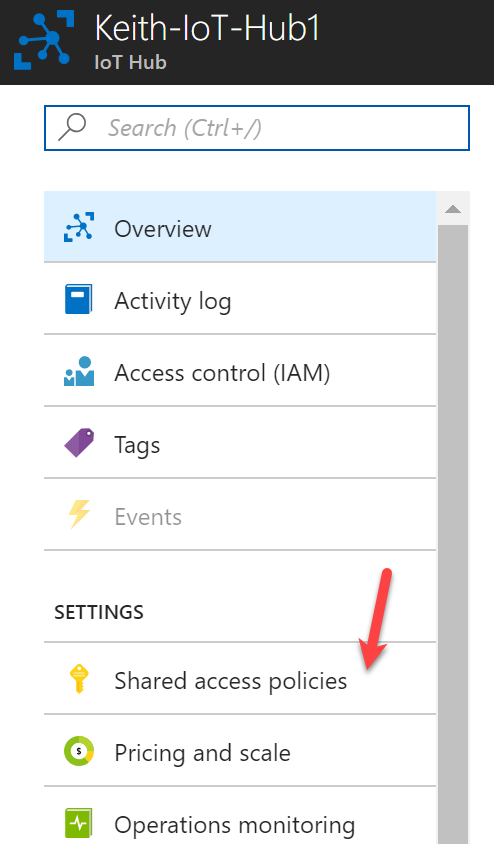 Keith-IoT-Hub1
IoT Hub
Search (Ctrl+/)
Overview
Activity log
Access control (IAM)
Tags
Events
SETTINGS
Shared access policies
$
Pricing and scale
Operations monitoring